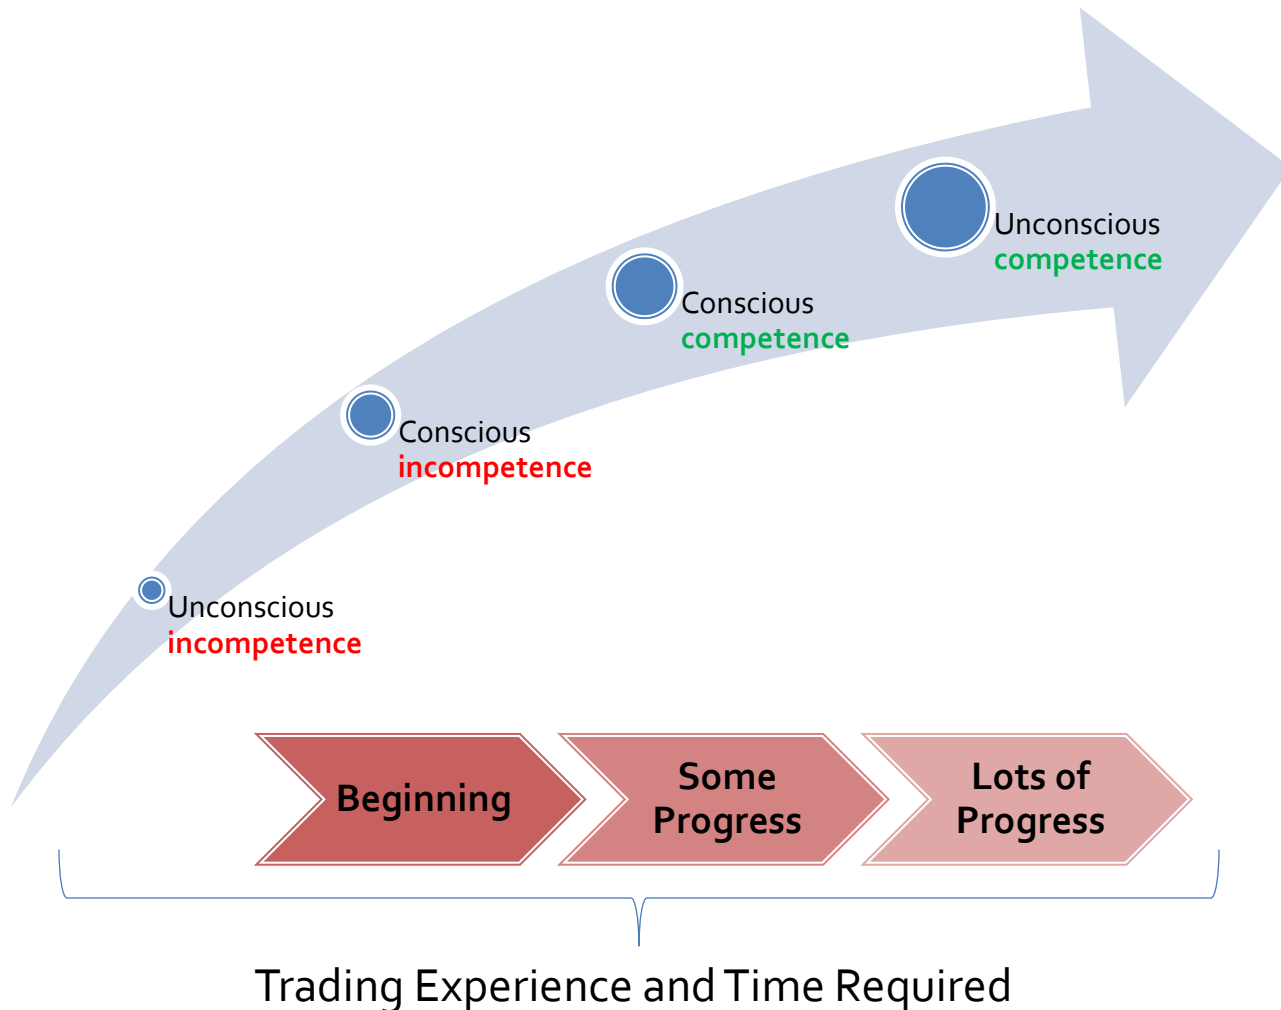 Unconscious
competence
Conscious
competence
Conscious
incompetence
Unconscious
incompetence
Beginning
Some
Progress
Lots of
Progress
Trading Experience and Time Required